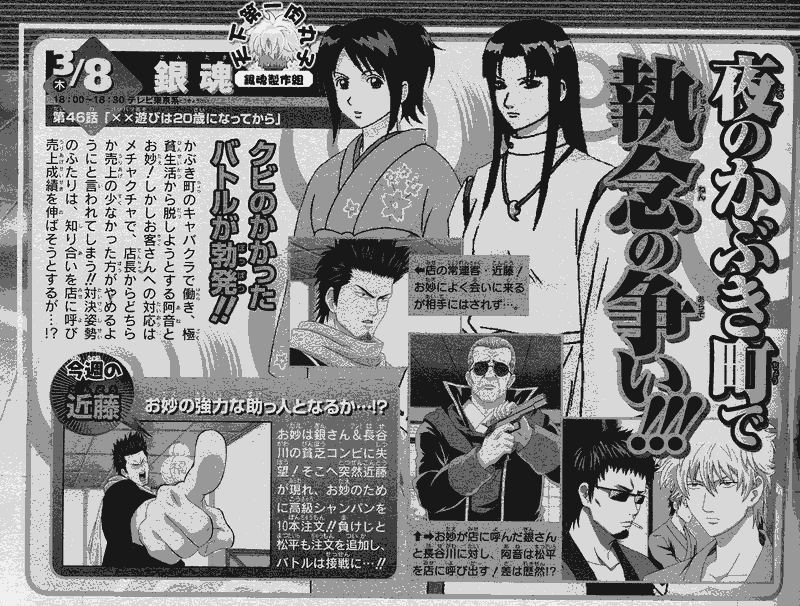 天下第一肉祭
銀魂製作組
3/8
木
銀魂
18:00〜18:30 テレビ東京系
第46話「××遊びは20歳になってから」
夜のかぶき町で
執念の争い!!!
クビのかかった
バトルが勃発!!
かぶき町のキャバクラで働き、極
貧生活から脱しようとする阿音と
お妙!しかしお客さんへの対応は
メチャクチャで、店長からどちら
か売上の少なかった方がやめるよ
うにと言われてしまう!!対決姿勢
のふたりは、知り合いを店に呼び
売上成績を伸ばそうとするが…!?
⬅店の常連客・近藤!
お妙によく会いに来る
が相手にはされず…。
今週の
近藤
お妙の強力な助っ人となるか…!?
お妙は銀さん&長谷
川の貧乏コンビに失
望!そこへ突然近藤
が現れ、お妙のため
に高級シャンパンを
10本注文!!負けじと
松平も注文を追加し、
バトルは接戦に…!!
⬆➡お妙が店に呼んだ銀さん
と長谷川に対し、阿音は松平
を店に呼び出す!差は歴然!?